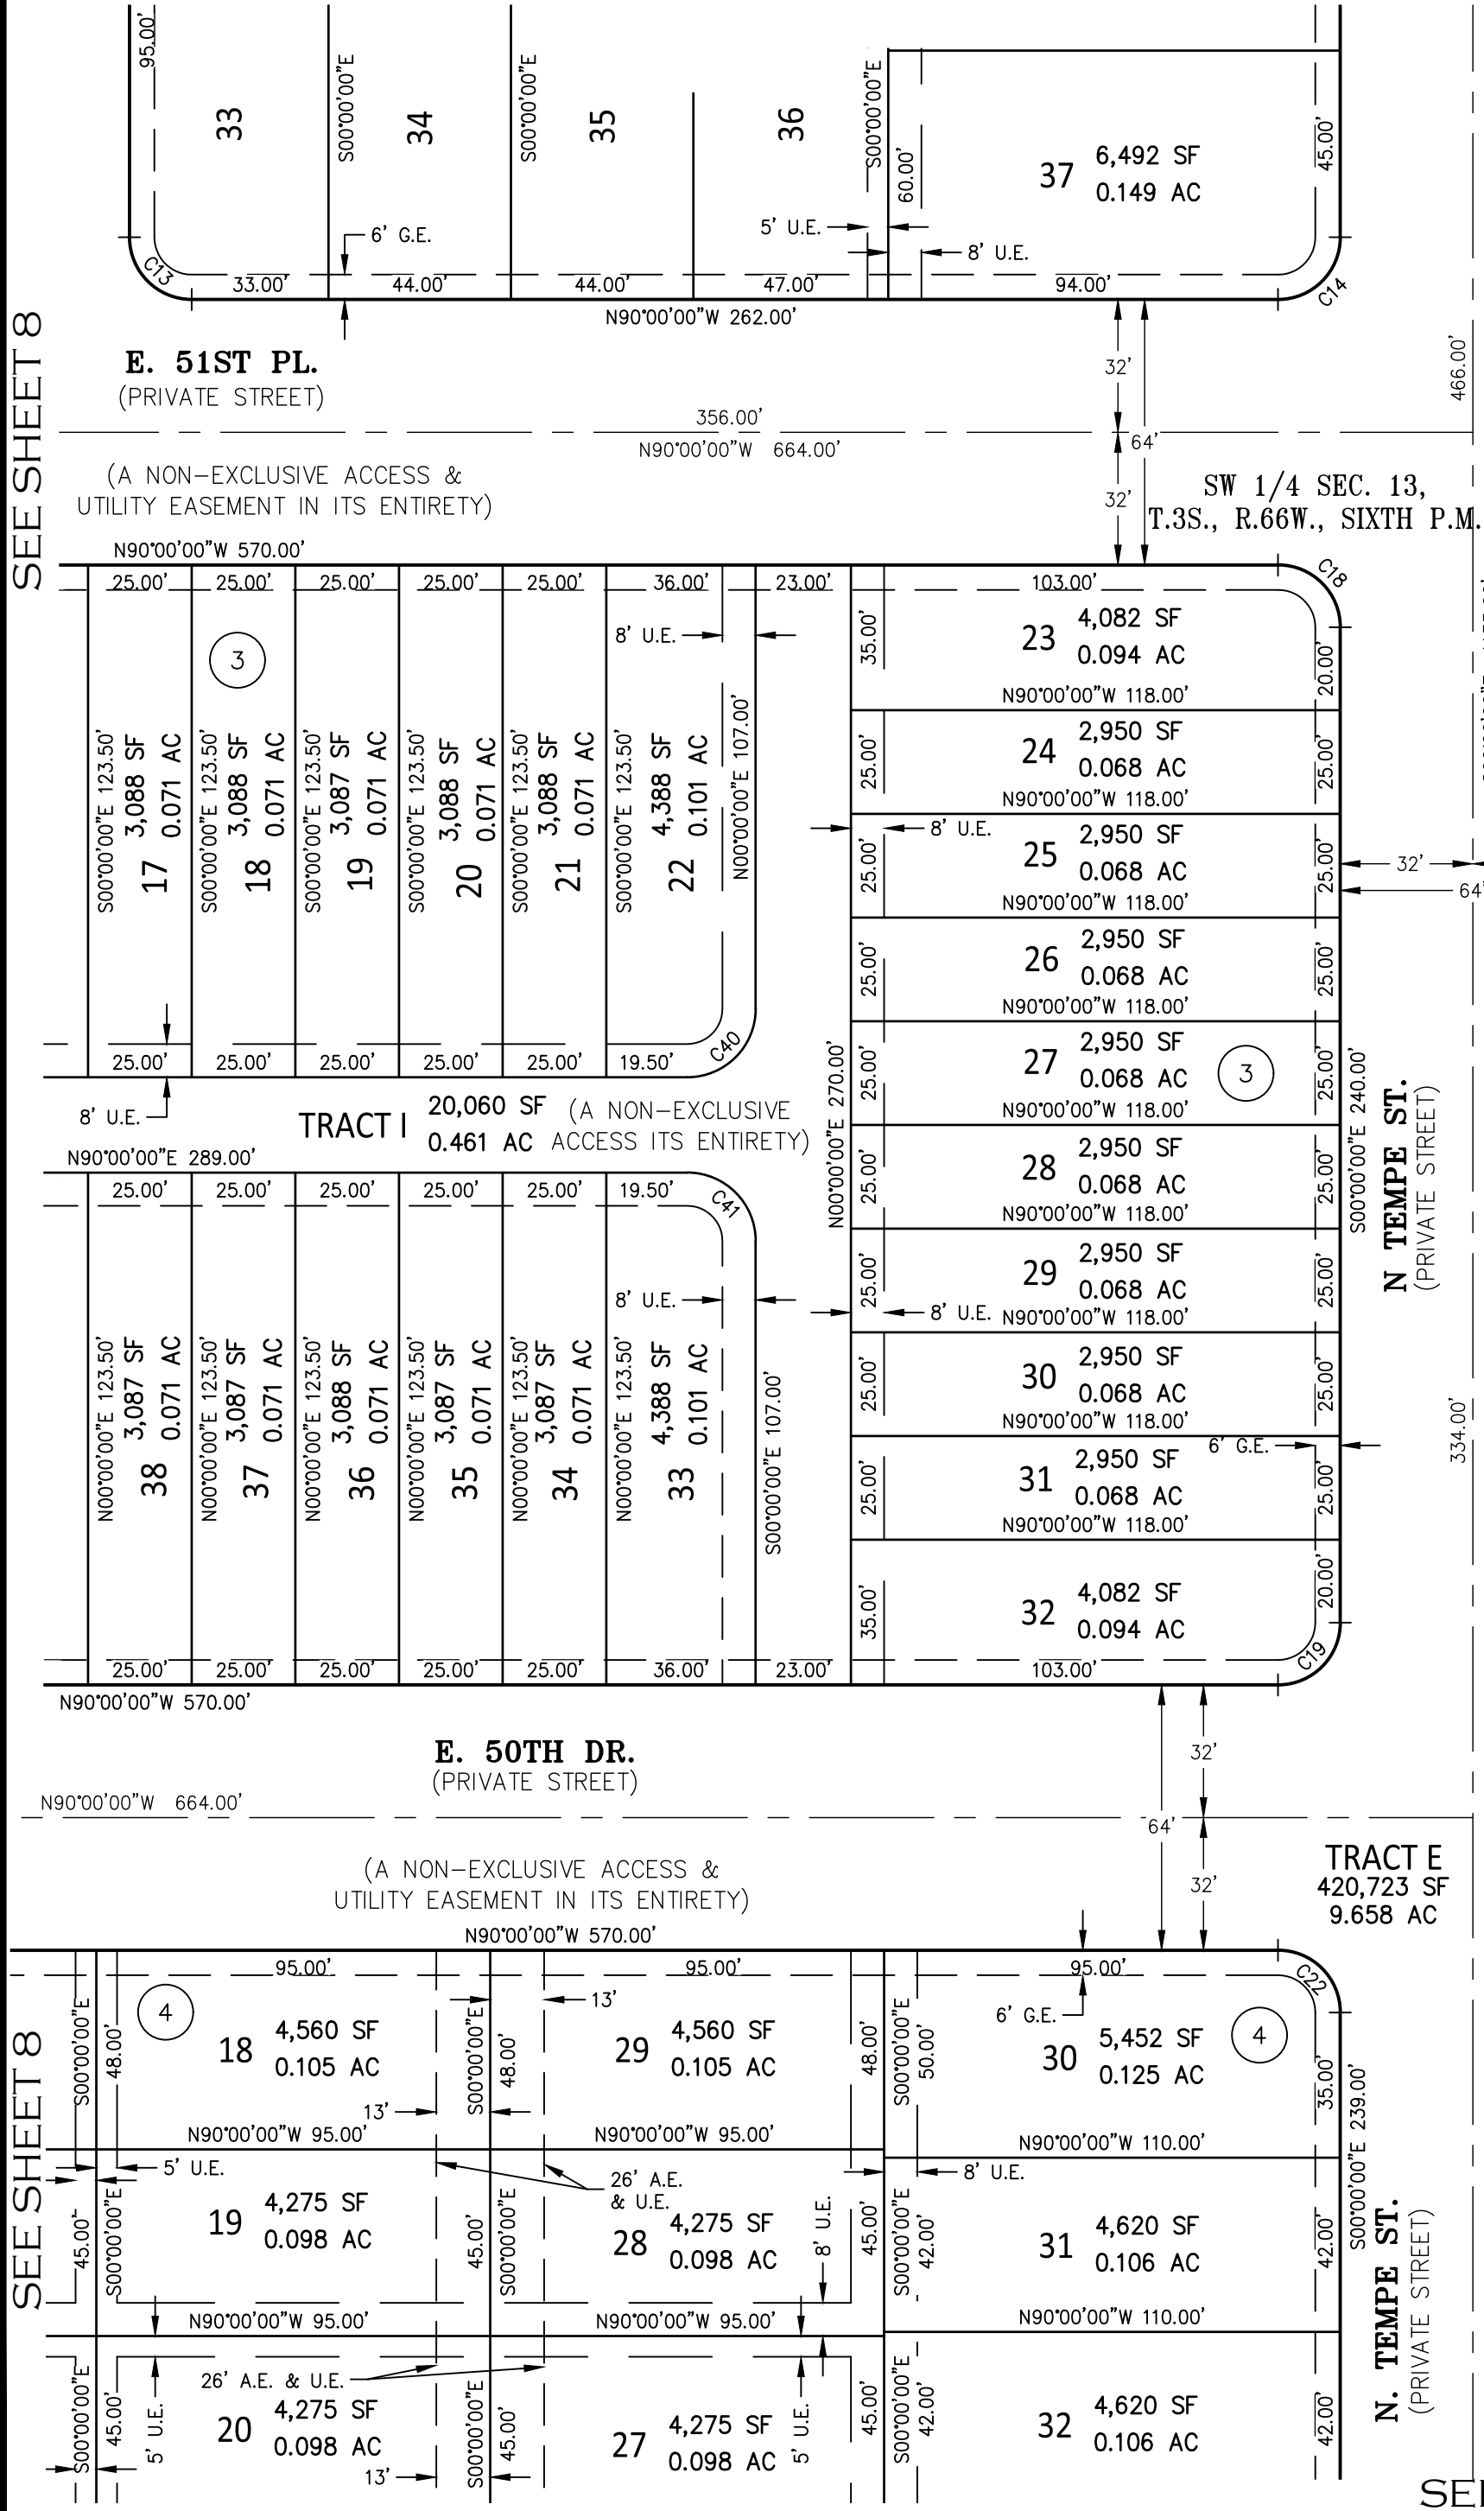 95.00'
33
S00°00'00"E
34
S00°00'00"E
35
36
S00°00'00"E
60.00'
37
6,492 SF
0.149 AC
45.00'
5' U.E.
8' U.E.
6' G.E.
C13
33.00'
44.00'
44.00'
47.00'
94.00'
C14
N90°00'00"W 262.00'
SEE SHEET 8
E. 51ST PL.
(PRIVATE STREET)
32'
466.00'
356.00'
N90°00'00"W 664.00'
64'
(A NON-EXCLUSIVE ACCESS &
UTILITY EASEMENT IN ITS ENTIRETY)
32'
SW 1/4 SEC. 13,
T.3S., R.66W., SIXTH P.M.
N90°00'00"W 570.00'
25.00'
25.00'
25.00'
25.00'
25.00'
36.00'
23.00'
103.00'
C18
3
8' U.E.
S00°00'00"E 123.50'
17
3,088 SF
0.071 AC
S00°00'00"E 123.50'
18
3,088 SF
0.071 AC
S00°00'00"E 123.50'
19
3,087 SF
0.071 AC
S00°00'00"E 123.50'
20
3,088 SF
0.071 AC
S00°00'00"E 123.50'
21
3,088 SF
0.071 AC
S00°00'00"E 123.50'
22
4,388 SF
0.101 AC
N00°00'00"E 107.00'
35.00'
23
4,082 SF
0.094 AC
20.00'
N90°00'00"W 118.00'
25.00'
24
2,950 SF
0.068 AC
25.00'
N90°00'00"W 118.00'
8' U.E.
25.00'
25
2,950 SF
0.068 AC
25.00'
N90°00'00"W 118.00'
32'
64'
25.00'
26
2,950 SF
0.068 AC
25.00'
N90°00'00"W 118.00'
25.00'
25.00'
25.00'
25.00'
25.00'
19.50'
C40
8' U.E.
N00°00'00"E 270.00'
25.00'
27
2,950 SF
0.068 AC
3
25.00'
N90°00'00"W 118.00'
S00°00'00"E 240.00'
N TEMPE ST.
(PRIVATE STREET)
TRACT I
20,060 SF
0.461 AC
(A NON-EXCLUSIVE
ACCESS ITS ENTIRETY)
N90°00'00"E 289.00'
25.00'
28
2,950 SF
0.068 AC
25.00'
N90°00'00"W 118.00'
25.00'
25.00'
25.00'
25.00'
25.00'
19.50'
C41
25.00'
29
2,950 SF
0.068 AC
25.00'
8' U.E.
8' U.E.
N90°00'00"W 118.00'
N00°00'00"E 123.50'
38
3,087 SF
0.071 AC
N00°00'00"E 123.50'
37
3,087 SF
0.071 AC
N00°00'00"E 123.50'
36
3,088 SF
0.071 AC
N00°00'00"E 123.50'
35
3,087 SF
0.071 AC
N00°00'00"E 123.50'
34
3,087 SF
0.071 AC
N00°00'00"E 123.50'
33
4,388 SF
0.101 AC
S00°00'00"E 107.00'
25.00'
30
2,950 SF
0.068 AC
25.00'
N90°00'00"W 118.00'
6' G.E.
334.00'
25.00'
31
2,950 SF
0.068 AC
25.00'
N90°00'00"W 118.00'
35.00'
32
4,082 SF
0.094 AC
20.00'
25.00'
25.00'
25.00'
25.00'
25.00'
36.00'
23.00'
103.00'
C19
N90°00'00"W 570.00'
E. 50TH DR.
(PRIVATE STREET)
32'
N90°00'00"W 664.00'
64'
(A NON-EXCLUSIVE ACCESS &
UTILITY EASEMENT IN ITS ENTIRETY)
32'
TRACT E
420,723 SF
9.658 AC
N90°00'00"W 570.00'
95.00'
95.00'
95.00'
C22
SEE SHEET 8
S00°00'00"E
48.00'
4
18
4,560 SF
0.105 AC
13'
13'
S00°00'00"E
48.00'
29
4,560 SF
0.105 AC
48.00'
S00°00'00"E
50.00'
6' G.E.
30
5,452 SF
0.125 AC
4
35.00'
S00°00'00"E 239.00'
N90°00'00"W 95.00'
N90°00'00"W 95.00'
N90°00'00"W 110.00'
5' U.E.
26' A.E.
& U.E.
8' U.E.
45.00'
S00°00'00"E
19
4,275 SF
0.098 AC
45.00'
S00°00'00"E
28
4,275 SF
0.098 AC
8' U.E.
45.00'
S00°00'00"E
42.00'
31
4,620 SF
0.106 AC
42.00'
N. TEMPE ST.
(PRIVATE STREET)
N90°00'00"W 95.00'
N90°00'00"W 95.00'
N90°00'00"W 110.00'
26' A.E. & U.E.
S00°00'00"E
45.00'
5' U.E.
20
4,275 SF
0.098 AC
13'
S00°00'00"E
45.00'
27
4,275 SF
0.098 AC
5' U.E.
45.00'
S00°00'00"E
42.00'
32
4,620 SF
0.106 AC
42.00'